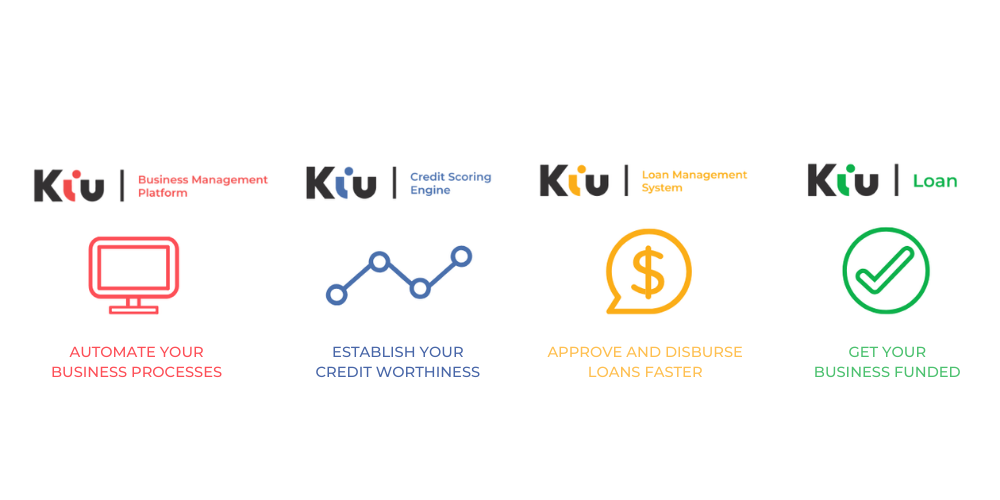 Kiu | Business Management
Platform
AUTOMATE YOUR
BUSINESS PROCESSES
Kiu | Credit Scoring
Engine
ESTABLISH YOUR
CREDIT WORTHINESS
Kiu | Loan Management
System
$
APPROVE AND DISBURSE
LOANS FASTER
Kiu | Loan
GET YOUR
BUSINESS FUNDED